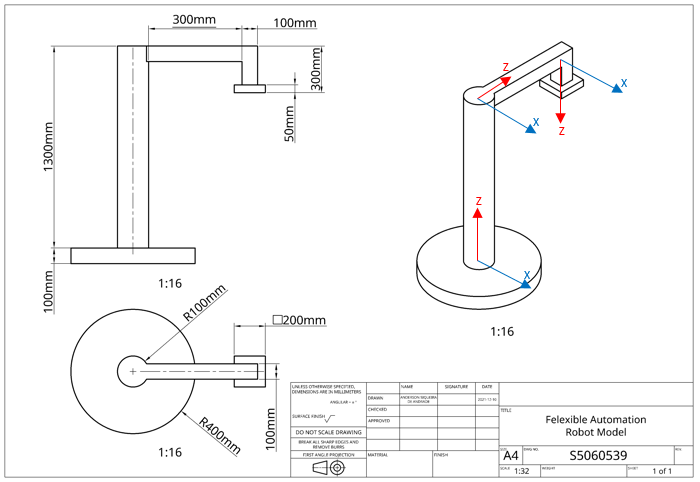 300mm
100mm
300mm
50mm
1300mm
100mm
1:16
R100mm
□200mm
R400mm
100mm
1:16
Z
X
X
Z
Z
X
1:16
UNLESS OTHERWISE SPECIFIED,
DIMENSIONS ARE IN MILLIMETERS
ANGULAR = ±°
SURFACE FINISH
DO NOT SCALE DRAWING
BREAK ALL SHARP EDGES AND
REMOVE BURRS
FIRST ANGLE PROJECTION
NAME
SIGNATURE
DATE
DRAWN
ANDERSON
2021-12-10
CHECKED
APPROVED
MATERIAL
FINISH
TITLE
Felexible Automation
Robot Model
SIZE
A4
DWG NO.
S5060539
REV.
SCALE
1:32
WEIGHT
SHEET
1 of 1